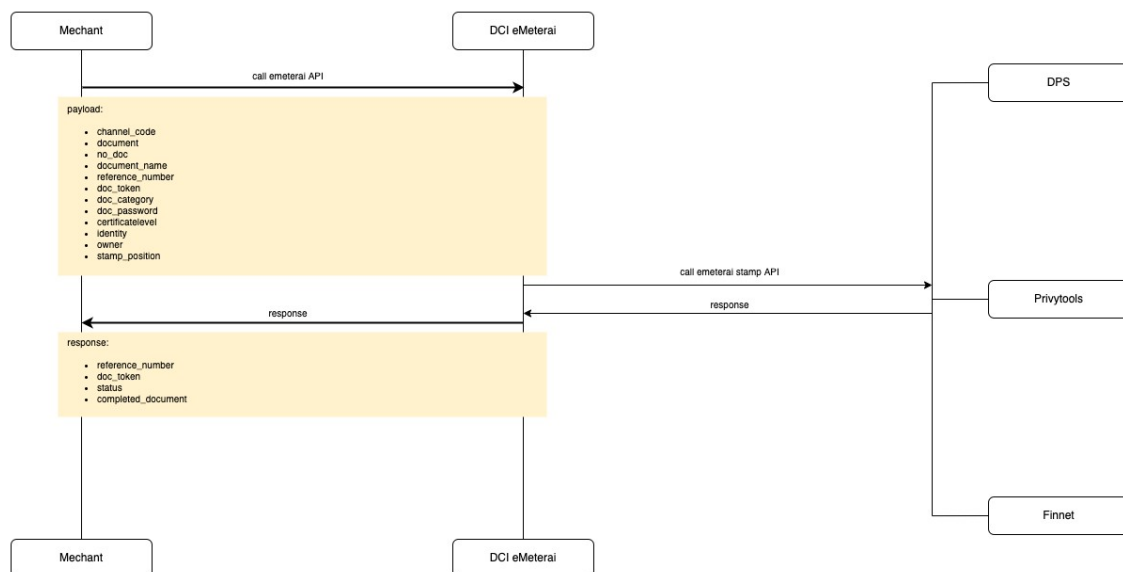 Mechant
DCI eMeterai
call emeterai API
DPS
payload:
• channel_code
• document
• no_doc
• document_name
• reference_number
• doc_token
• doc_category
• doc_password
• certificatelevel
• identity
• owner
• stamp_position
call emeterai stamp API
Privytools
response
response
response:
• reference_number
• doc_token
• status
• completed_document
Finnet
Mechant
DCI eMeterai